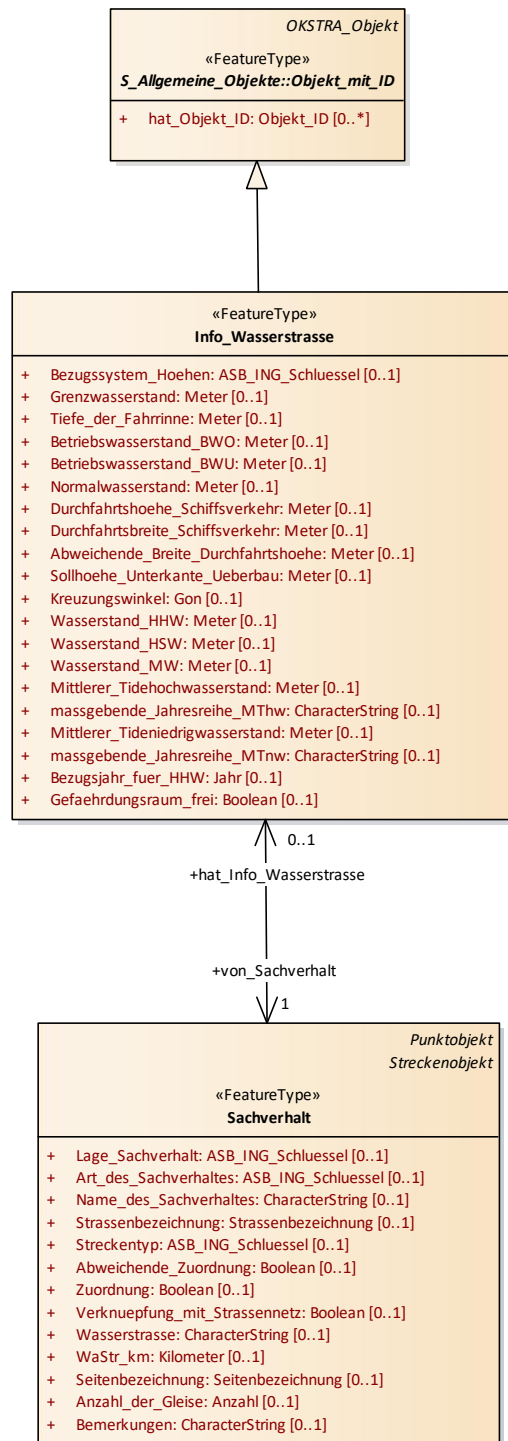 OKSTRA_Objekt
«FeatureType»
S_Allgemeine_Objekte::Objekt_mit_ID
+ hat_Objekt_ID: Objekt_ID [0..*]
«FeatureType»
Info_Wasserstrasse
+ Bezugssystem_Hoehen: ASB_ING_Schluessel [0..1]
+ Grenzwasserstand: Meter [0..1]
+ Tiefe_der_Fahrrinne: Meter [0..1]
+ Betriebswasserstand_BWO: Meter [0..1]
+ Betriebswasserstand_BWU: Meter [0..1]
+ Normalwasserstand: Meter [0..1]
+ Durchfahrtshoehe_Schiffsverkehr: Meter [0..1]
+ Durchfahrtsbreite_Schiffsverkehr: Meter [0..1]
+ Abweichende_Breite_Durchfahrtshoehe: Meter [0..1]
+ Sollhoehe_Unterkante_Ueberbau: Meter [0..1]
+ Kreuzungswinkel: Gon [0..1]
+ Wasserstand_HHW: Meter [0..1]
+ Wasserstand_HSW: Meter [0..1]
+ Wasserstand_MW: Meter [0..1]
+ Mittlerer_Tidehochwasserstand: Meter [0..1]
+ massgebende_Jahresreihe_MThw: CharacterString [0..1]
+ Mittlerer_Tideniedrigwasserstand: Meter [0..1]
+ massgebende_Jahresreihe_MTnw: CharacterString [0..1]
+ Bezugsjahr_fuer_HHW: Jahr [0..1]
+ Gefaehrdungsraum_frei: Boolean [0..1]
0..1
+hat_Info_Wasserstrasse
+von_Sachverhalt
1
Punktobjekt
Streckenobjekt
«FeatureType»
Sachverhalt
+ Lage_Sachverhalt: ASB_ING_Schluessel [0..1]
+ Art_des_Sachverhaltes: ASB_ING_Schluessel [0..1]
+ Name_des_Sachverhaltes: CharacterString [0..1]
+ Strassenbezeichnung: Strassenbezeichnung [0..1]
+ Streckentyp: ASB_ING_Schluessel [0..1]
+ Abweichende_Zuordnung: Boolean [0..1]
+ Zuordnung: Boolean [0..1]
+ Verknuepfung_mit_Strassennetz: Boolean [0..1]
+ Wasserstrasse: CharacterString [0..1]
+ WaStr_km: Kilometer [0..1]
+ Seitenbezeichnung: Seitenbezeichnung [0..1]
+ Anzahl_der_Gleise: Anzahl [0..1]
+ Bemerkungen: CharacterString [0..1]